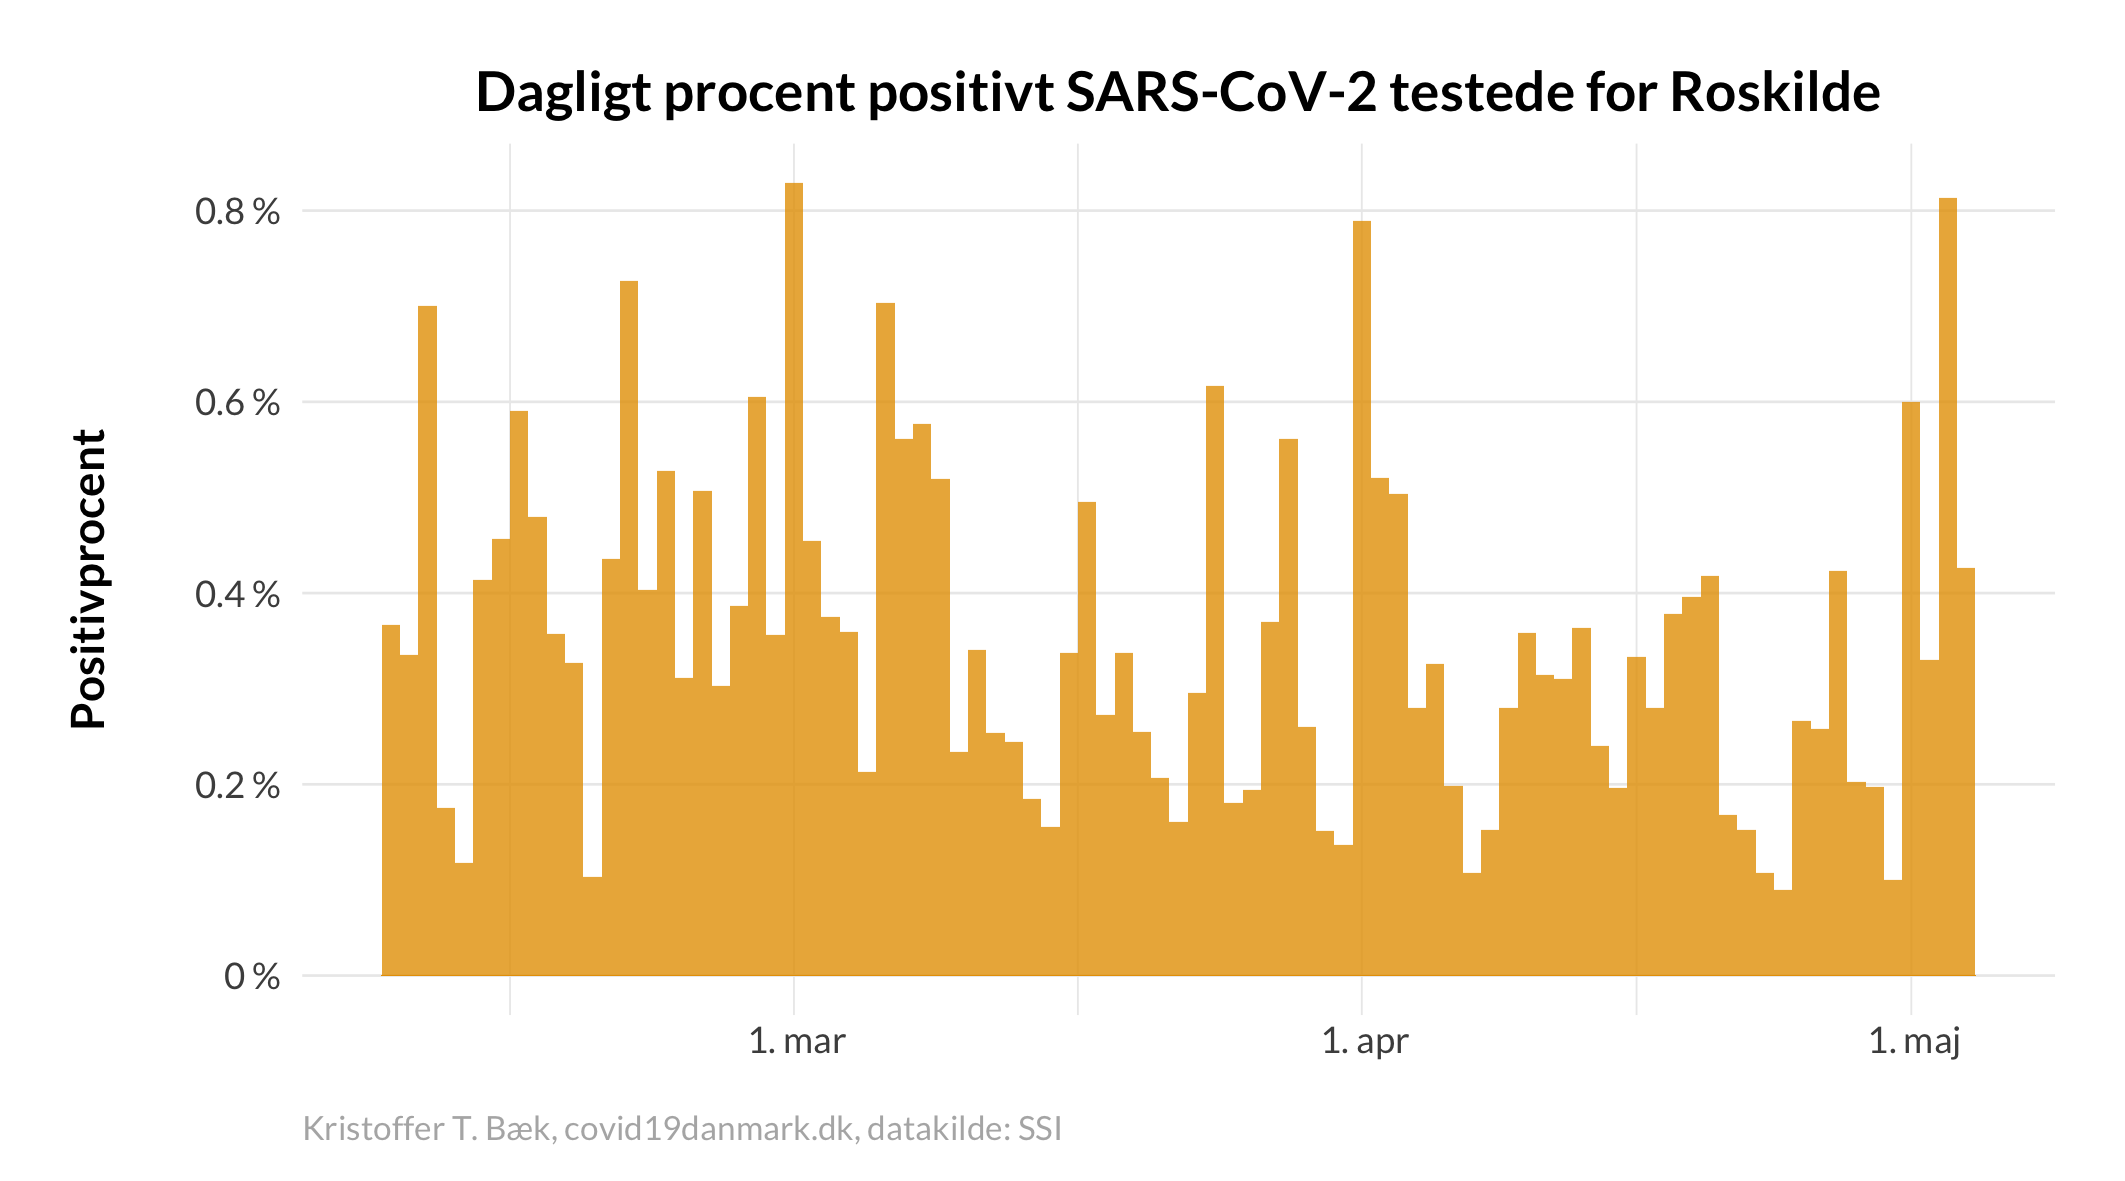 Dagligt procent positivt SARS-CoV-2 testede for Roskilde
Positivprocent
0.8 %
0.6 %
0.4 %
0.2 %
0 %
1. mar
1. apr
1. maj
Kristoffer T. Bæk, covid19danmark.dk, datakilde: SSI